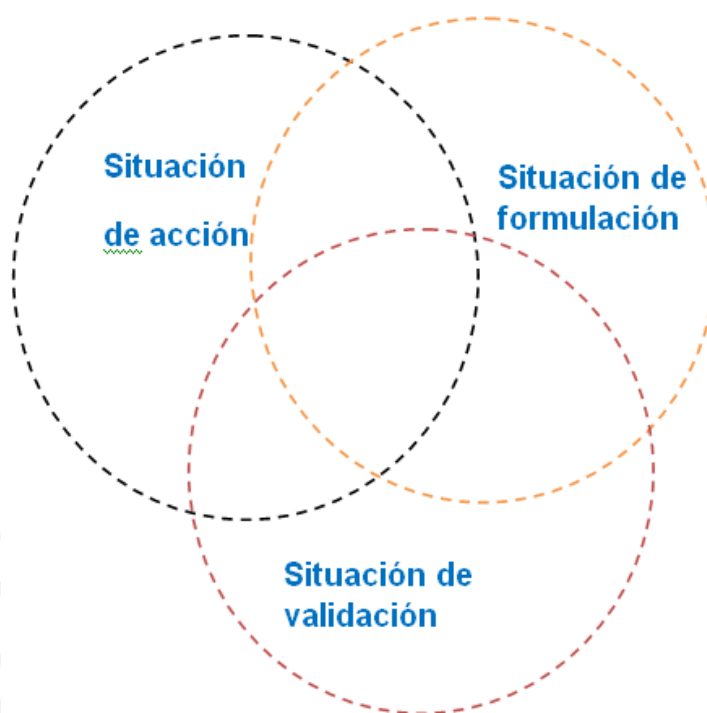 Situación
de acción
Situación de
formulación
Situación de
validación